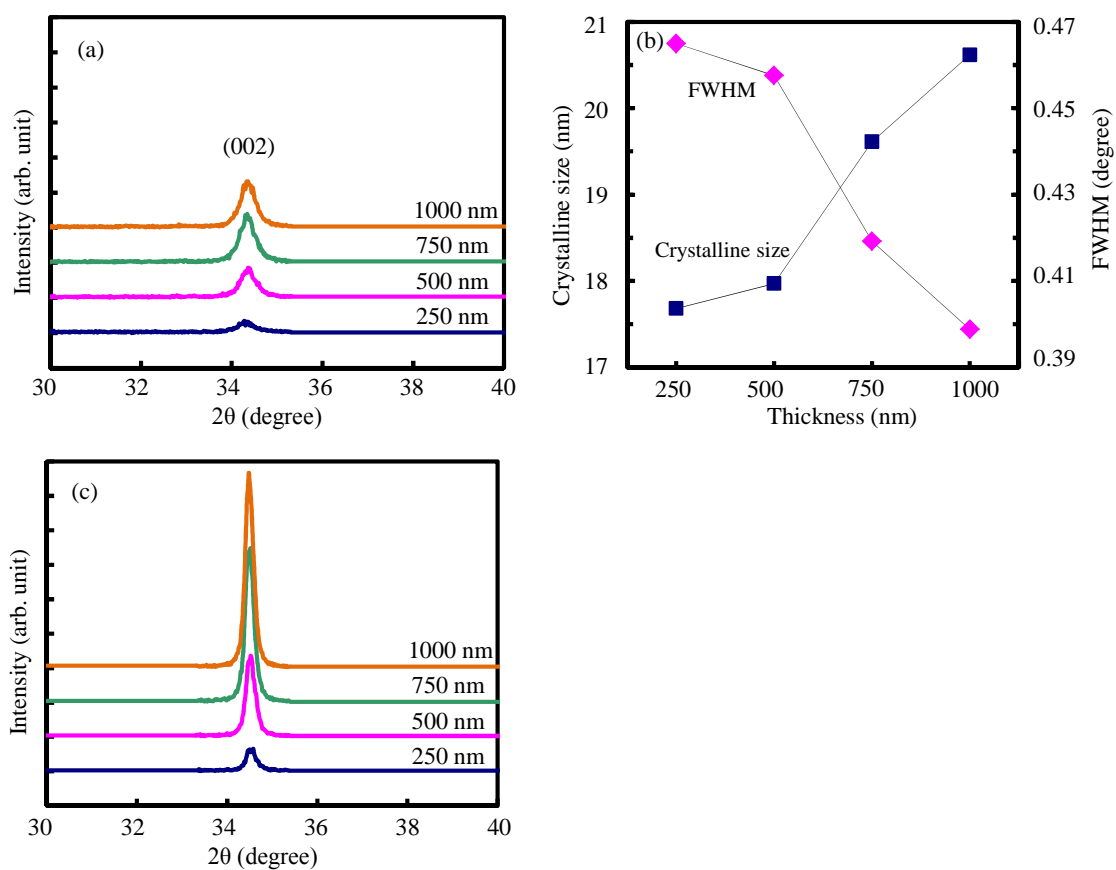 (a)
(002)
1000 nm
750 nm
500 nm
250 nm
30 32 34 36 38 40
2θ (degree)
Intensity (arb. unit)
(b)
FWHM
Crystalline size
21
20
19
18
17
Crystalline size (nm)
0.47
0.45
0.43
0.41
0.39
FWHM (degree)
250 500 750 1000
Thickness (nm)
(c)
1000 nm
750 nm
500 nm
250 nm
30 32 34 36 38 40
2θ (degree)
Intensity (arb. unit)